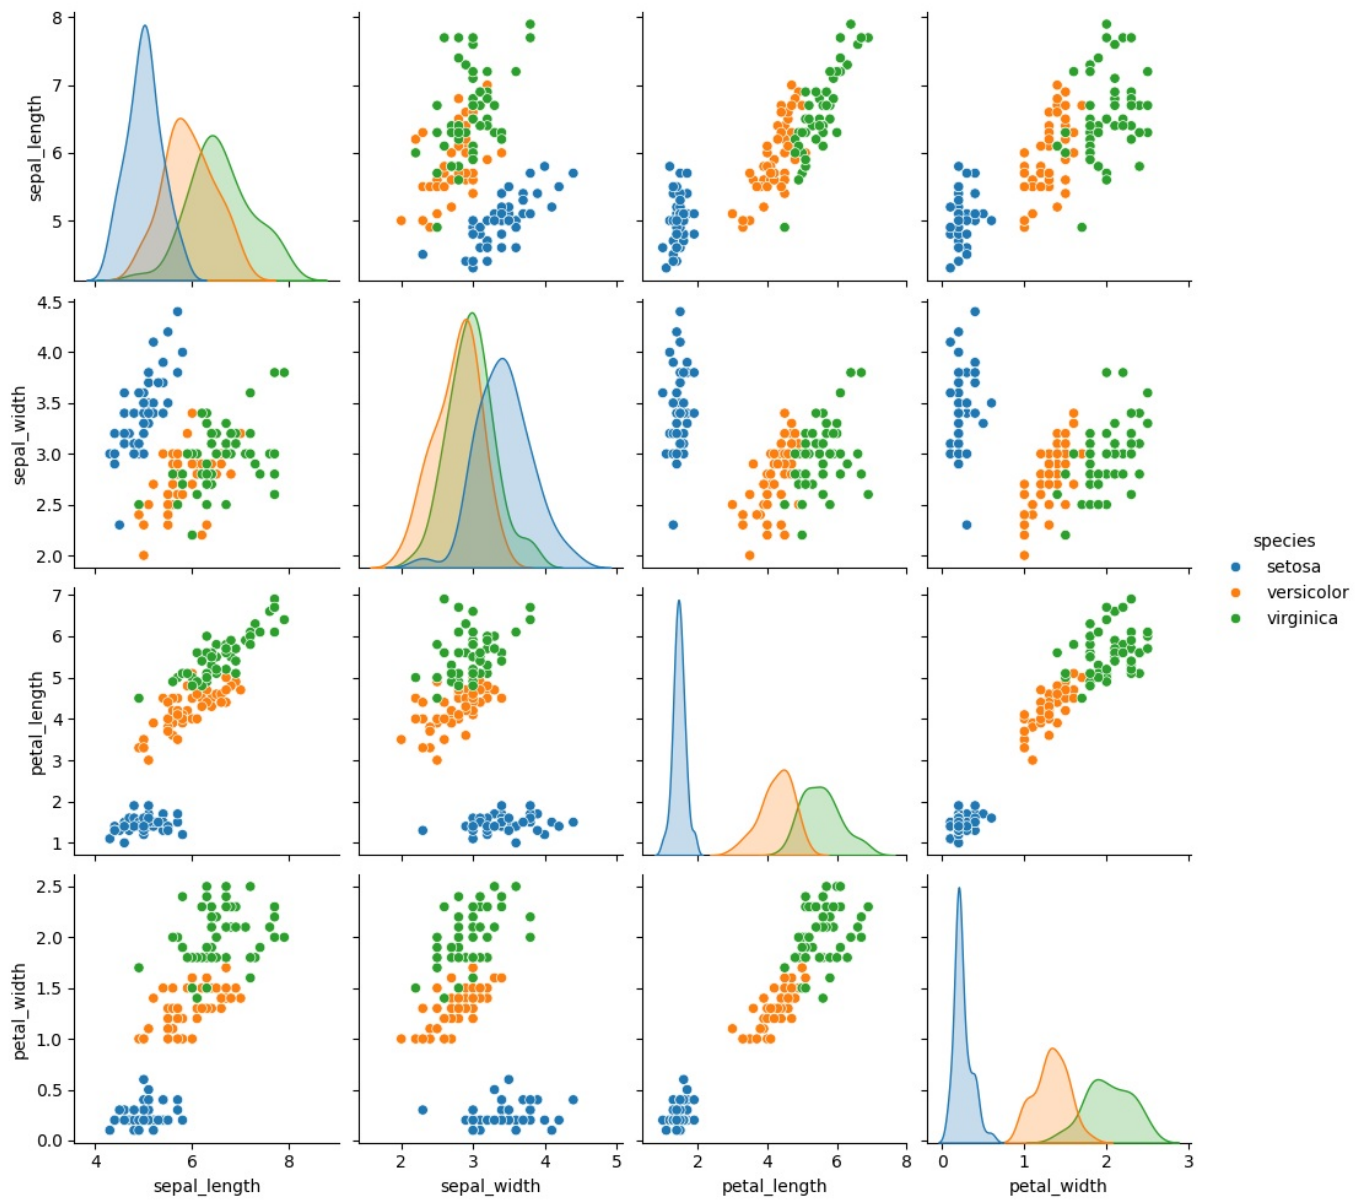 8
7
6
5
sepal_length
4.5
4.0
3.5
3.0
2.5
2.0
sepal_width
species
setosa
versicolor
virginica
7
6
5
4
3
2
1
petal_length
2.5
2.0
1.5
1.0
0.5
0.0
petal_width
4 6 8 2 3 4 5 2 4 6 8 0 1 2 3
sepal_length sepal_width petal_length petal_width